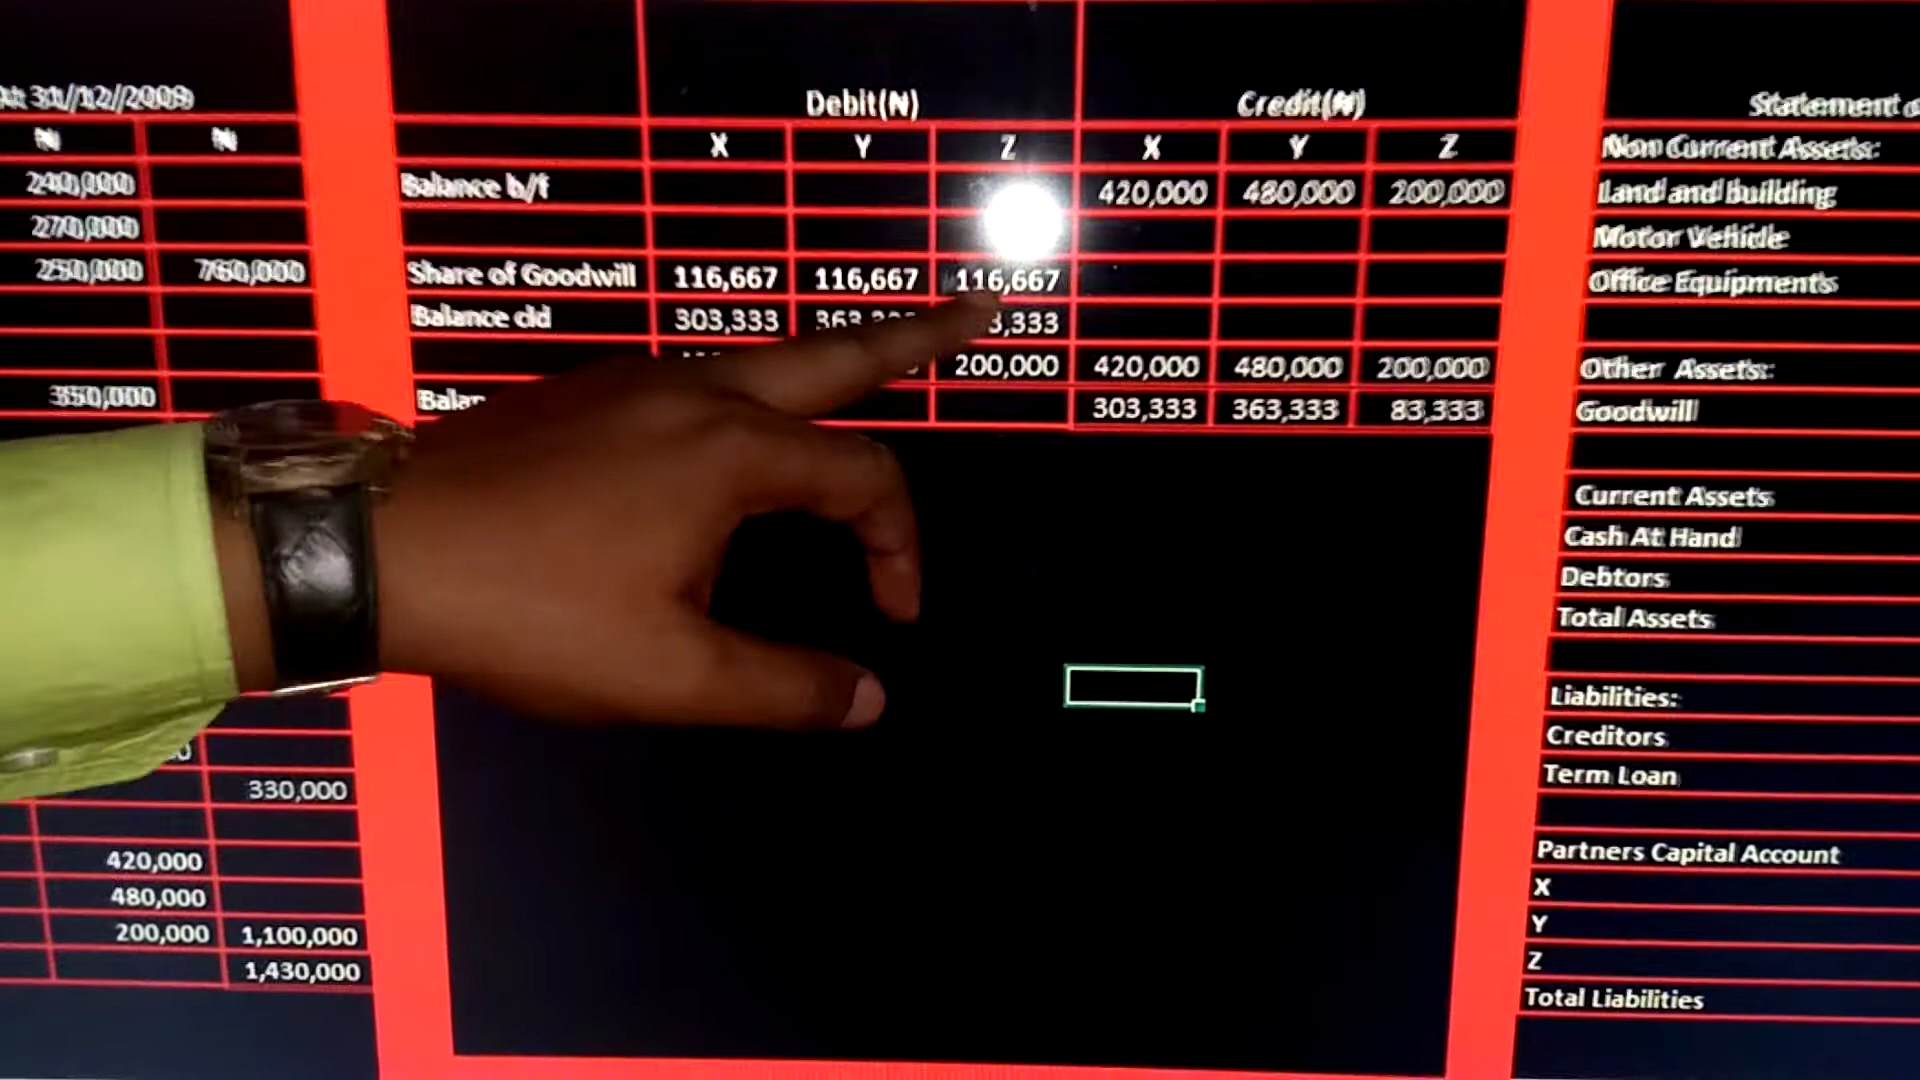 At 31/12/2009
₦ ₦
240,000
270,000
250,000 760,000
350,000
330,000
420,000
480,000
200,000 1,100,000
1,430,000
Debit(₦) Credit(₦)
X Y Z X Y Z
Balance b/f 420,000 480,000 200,000
Share of Goodwill 116,667 116,667 116,667
Balance c/d 303,333
200,000 420,000 480,000 200,000
303,333 363,333 83,333
Statement
Non Current Assets:
Land and building
Motor Vehicle
Office Equipments
Other Assets:
Goodwill
Current Assets
Cash At Hand
Debtors
Total Assets
Liabilities:
Creditors
Term Loan
Partners Capital Account
X
Y
Z
Total Liabilities